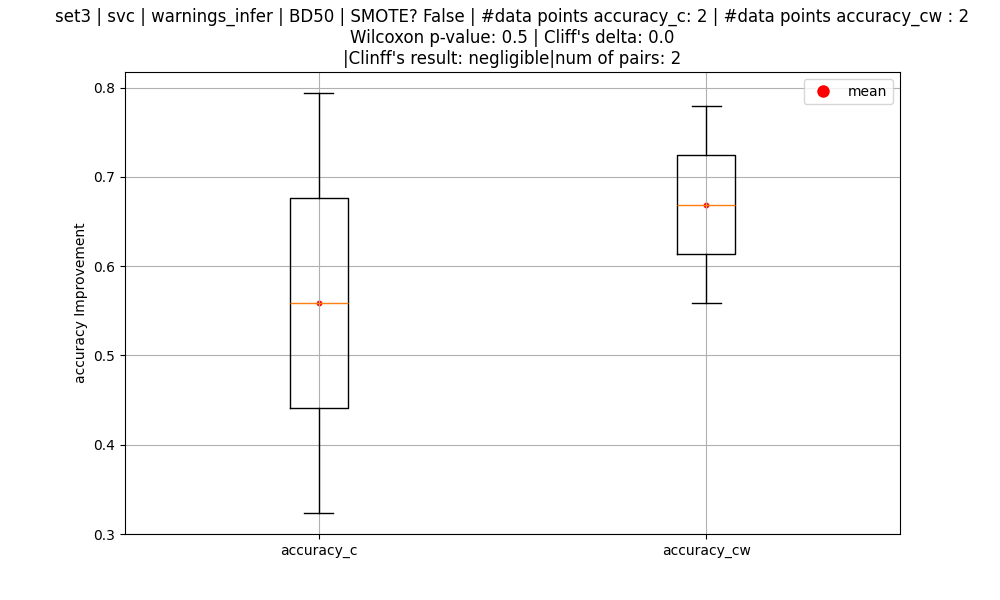 set3 | svc | warnings_infer | BD50 | SMOTE? False | #data points accuracy_c: 2 | #data points accuracy_cw : 2
Wilcoxon p-value: 0.5 | Cliff's delta: 0.0
|Clinff's result: negligible|num of pairs: 2
mean
0.8
0.7
0.6
0.5
0.4
0.3
accuracy Improvement
accuracy_c
accuracy_cw